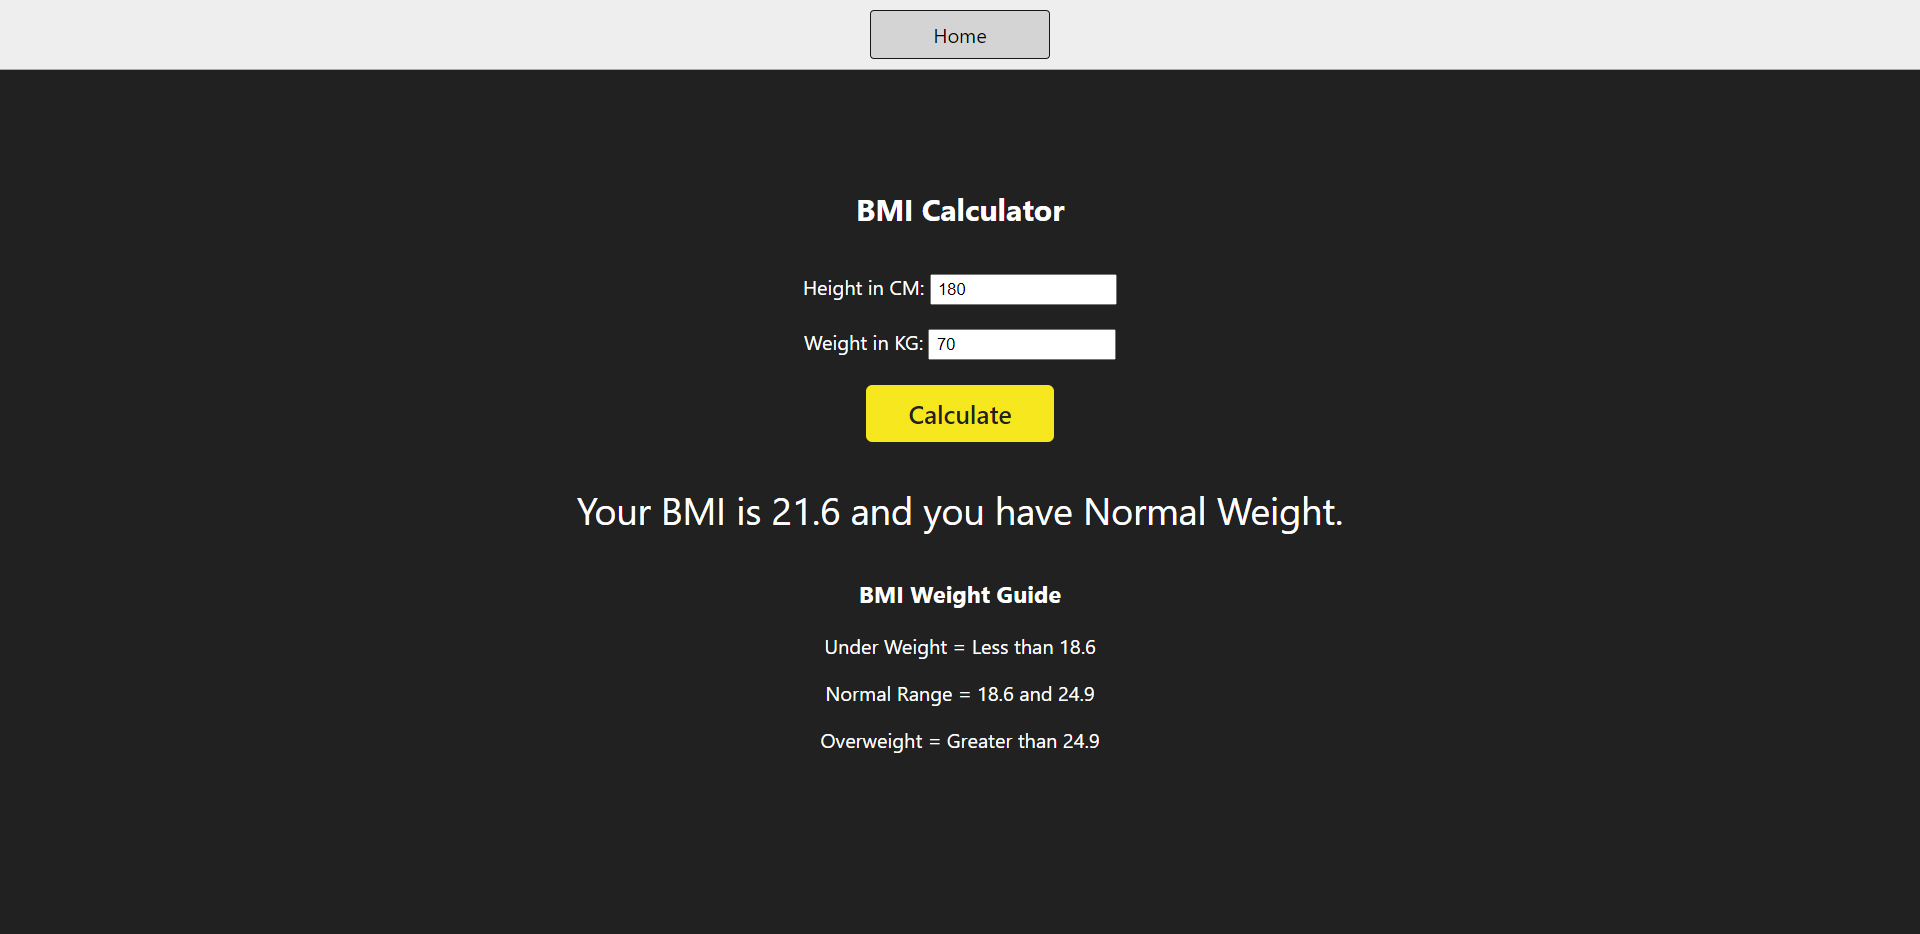 Home
BMI Calculator
Height in CM: 180
Weight in KG: 70
Calculate
Your BMI is 21.6 and you have Normal Weight.
BMI Weight Guide
Under Weight = Less than 18.6
Normal Range = 18.6 and 24.9
Overweight = Greater than 24.9